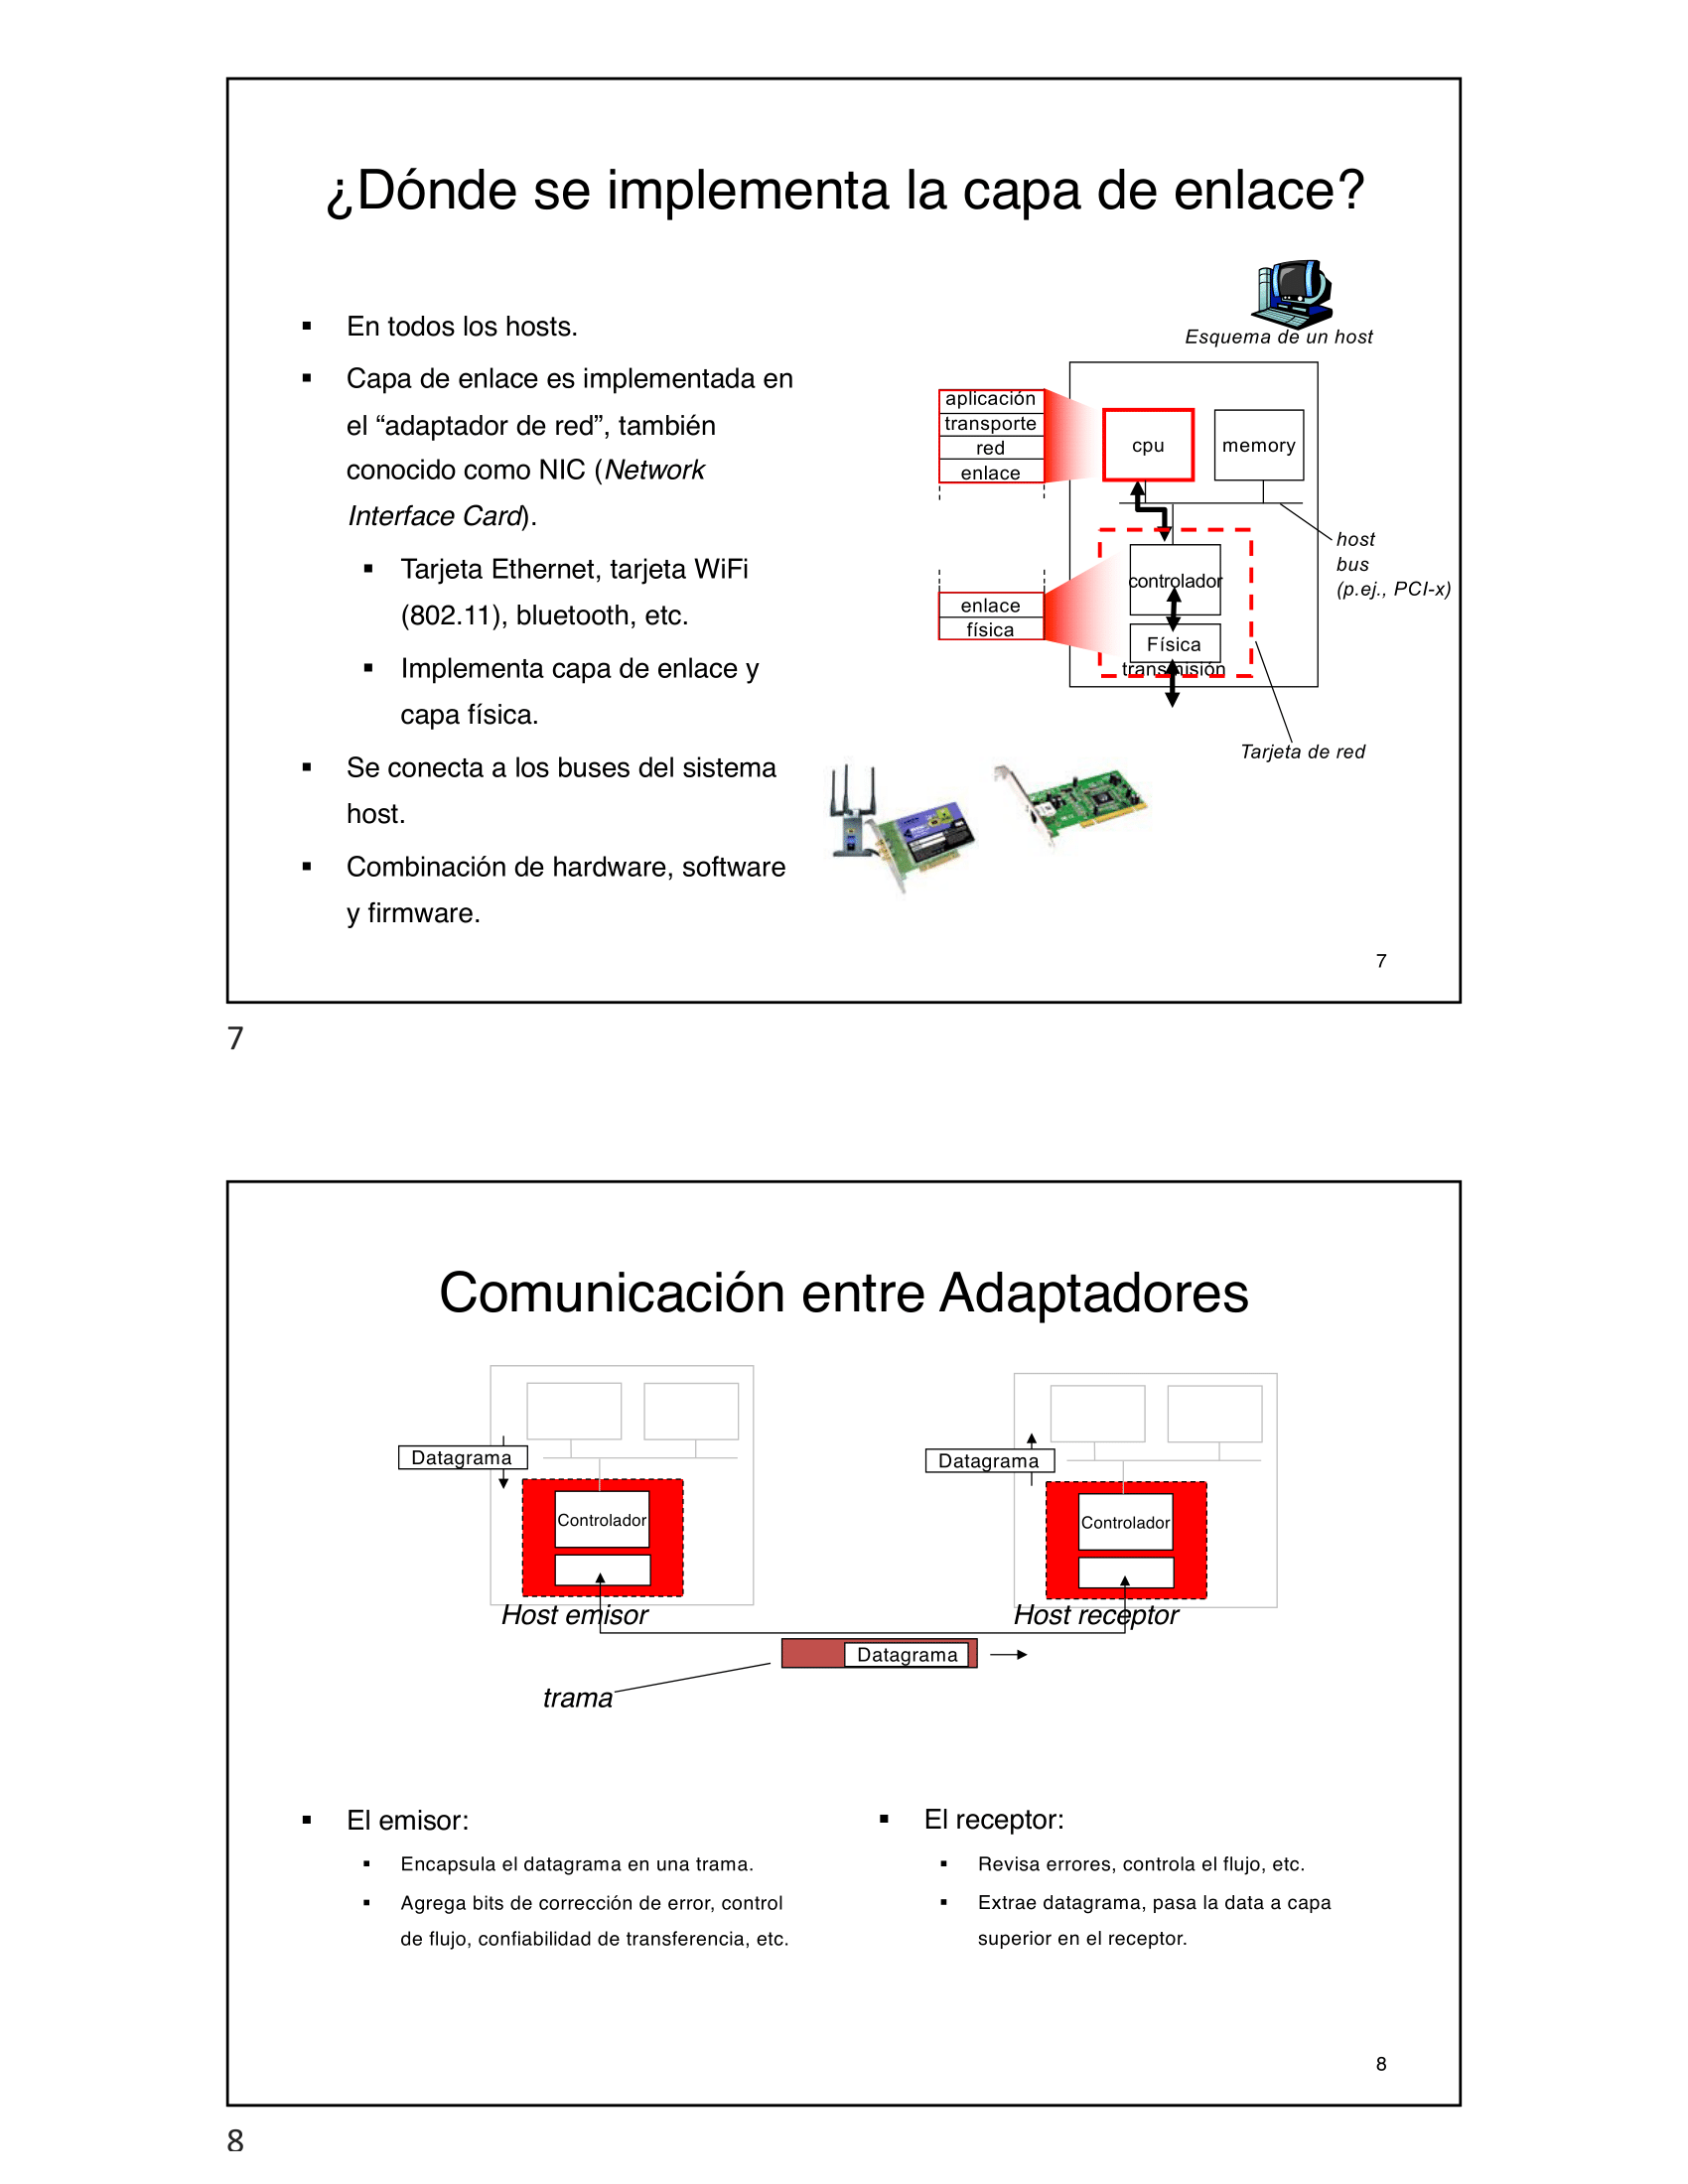 ¿Dónde se implementa la capa de enlace?
▪ En todos los hosts.
▪ Capa de enlace es implementada en
el “adaptador de red”, también
conocido como NIC (Network
Interface Card).
▪ Tarjeta Ethernet, tarjeta WiFi
(802.11), bluetooth, etc.
▪ Implementa capa de enlace y
capa física.
▪ Se conecta a los buses del sistema
host.
▪ Combinación de hardware, software
y firmware.
Esquema de un host
aplicación
transporte
red
enlace
cpu
memory
host
bus
(p.ej., PCI-x)
controlador
enlace
física
Física
transmisión
Tarjeta de red
7
7
Comunicación entre Adaptadores
Datagrama
Controlador
Host emisor
Datagrama
Controlador
Host receptor
Datagrama
trama
▪ El emisor:
▪ Encapsula el datagrama en una trama.
▪ Agrega bits de corrección de error, control
de flujo, confiabilidad de transferencia, etc.
▪ El receptor:
▪ Revisa errores, controla el flujo, etc.
▪ Extrae datagrama, pasa la data a capa
superior en el receptor.
8
8